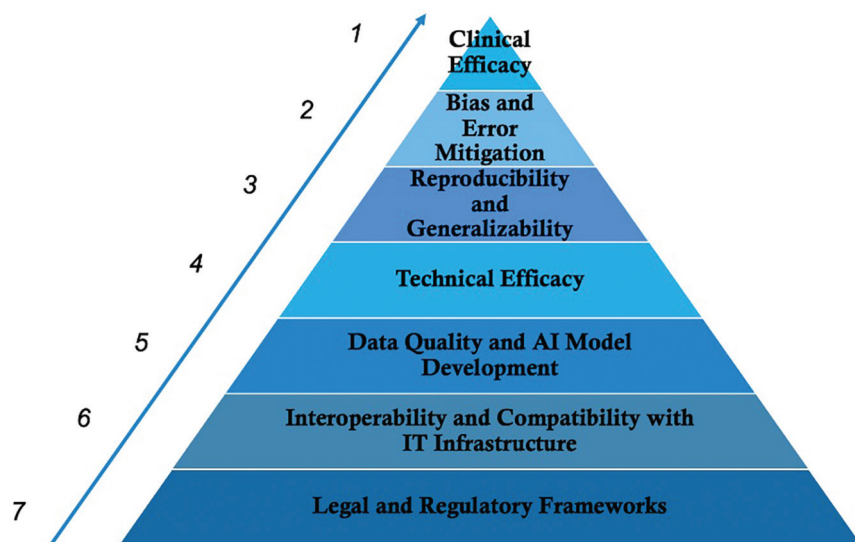 1
Clinical
Efficacy
2
Bias and
Error
Mitigation
3
Reproducibility
and
Generalizability
4
Technical Efficacy
5
Data Quality and AI Model
Development
6
Interoperability and Compatibility with
IT Infrastructure
7
Legal and Regulatory Frameworks